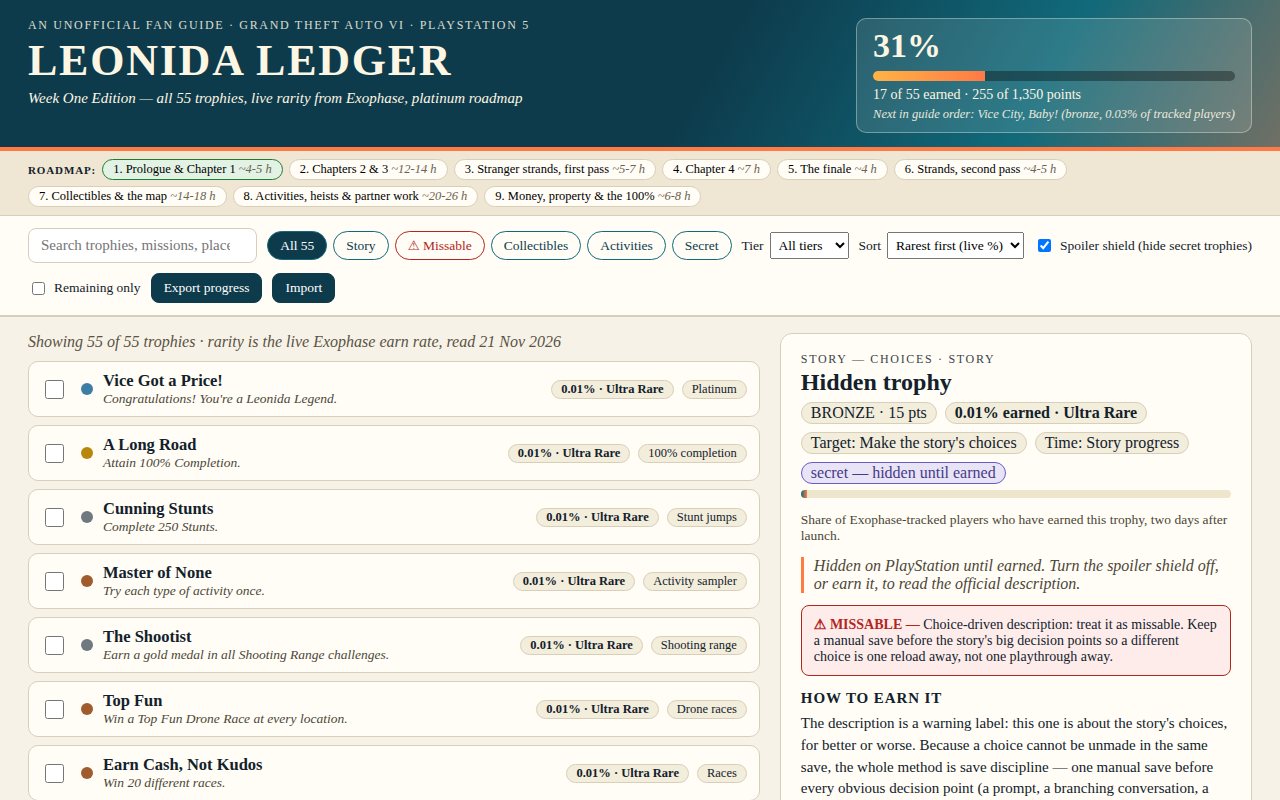 AN UNOFFICIAL FAN GUIDE · GRAND THEFT AUTO VI · PLAYSTATION 5
LEONIDA LEDGER
Week One Edition — all 55 trophies, live rarity from Exophase, platinum roadmap
31%
17 of 55 earned · 255 of 1,350 points
Next in guide order: Vice City, Baby! (bronze, 0.03% of tracked players)
ROADMAP: 1. Prologue & Chapter 1 ~4-5 h 2. Chapters 2 & 3 ~12-14 h 3. Stranger strands, first pass ~5-7 h 4. Chapter 4 ~7 h 5. The finale ~4 h 6. Strands, second pass ~4-5 h
7. Collectibles & the map ~14-18 h 8. Activities, heists & partner work ~20-26 h 9. Money, property & the 100% ~6-8 h
Search trophies, missions, place All 55 Story ⚠ Missable Collectibles Activities Secret Tier All tiers Sort Rarest first (live %) Spoiler shield (hide secret trophies)
Remaining only Export progress Import
Showing 55 of 55 trophies · rarity is the live Exophase earn rate, read 21 Nov 2026
Vice Got a Price!
Congratulations! You're a Leonida Legend.
0.01% · Ultra Rare Platinum
A Long Road
Attain 100% Completion.
0.01% · Ultra Rare 100% completion
Cunning Stunts
Complete 250 Stunts.
0.01% · Ultra Rare Stunt jumps
Master of None
Try each type of activity once.
0.01% · Ultra Rare Activity sampler
The Shootist
Earn a gold medal in all Shooting Range challenges.
0.01% · Ultra Rare Shooting range
Top Fun
Win a Top Fun Drone Race at every location.
0.01% · Ultra Rare Drone races
Earn Cash, Not Kudos
Win 20 different races.
0.01% · Ultra Rare Races
STORY — CHOICES · STORY
Hidden trophy
BRONZE · 15 pts 0.01% earned · Ultra Rare
Target: Make the story's choices Time: Story progress
secret — hidden until earned
Share of Exophase-tracked players who have earned this trophy, two days after
launch.
Hidden on PlayStation until earned. Turn the spoiler shield off,
or earn it, to read the official description.
⚠ MISSABLE — Choice-driven description: treat it as missable. Keep
a manual save before the story's big decision points so a different
choice is one reload away, not one playthrough away.
HOW TO EARN IT
The description is a warning label: this one is about the story's choices,
for better or worse. Because a choice cannot be unmade in the same
save, the whole method is save discipline — one manual save before
every obvious decision point (a prompt, a branching conversation, a